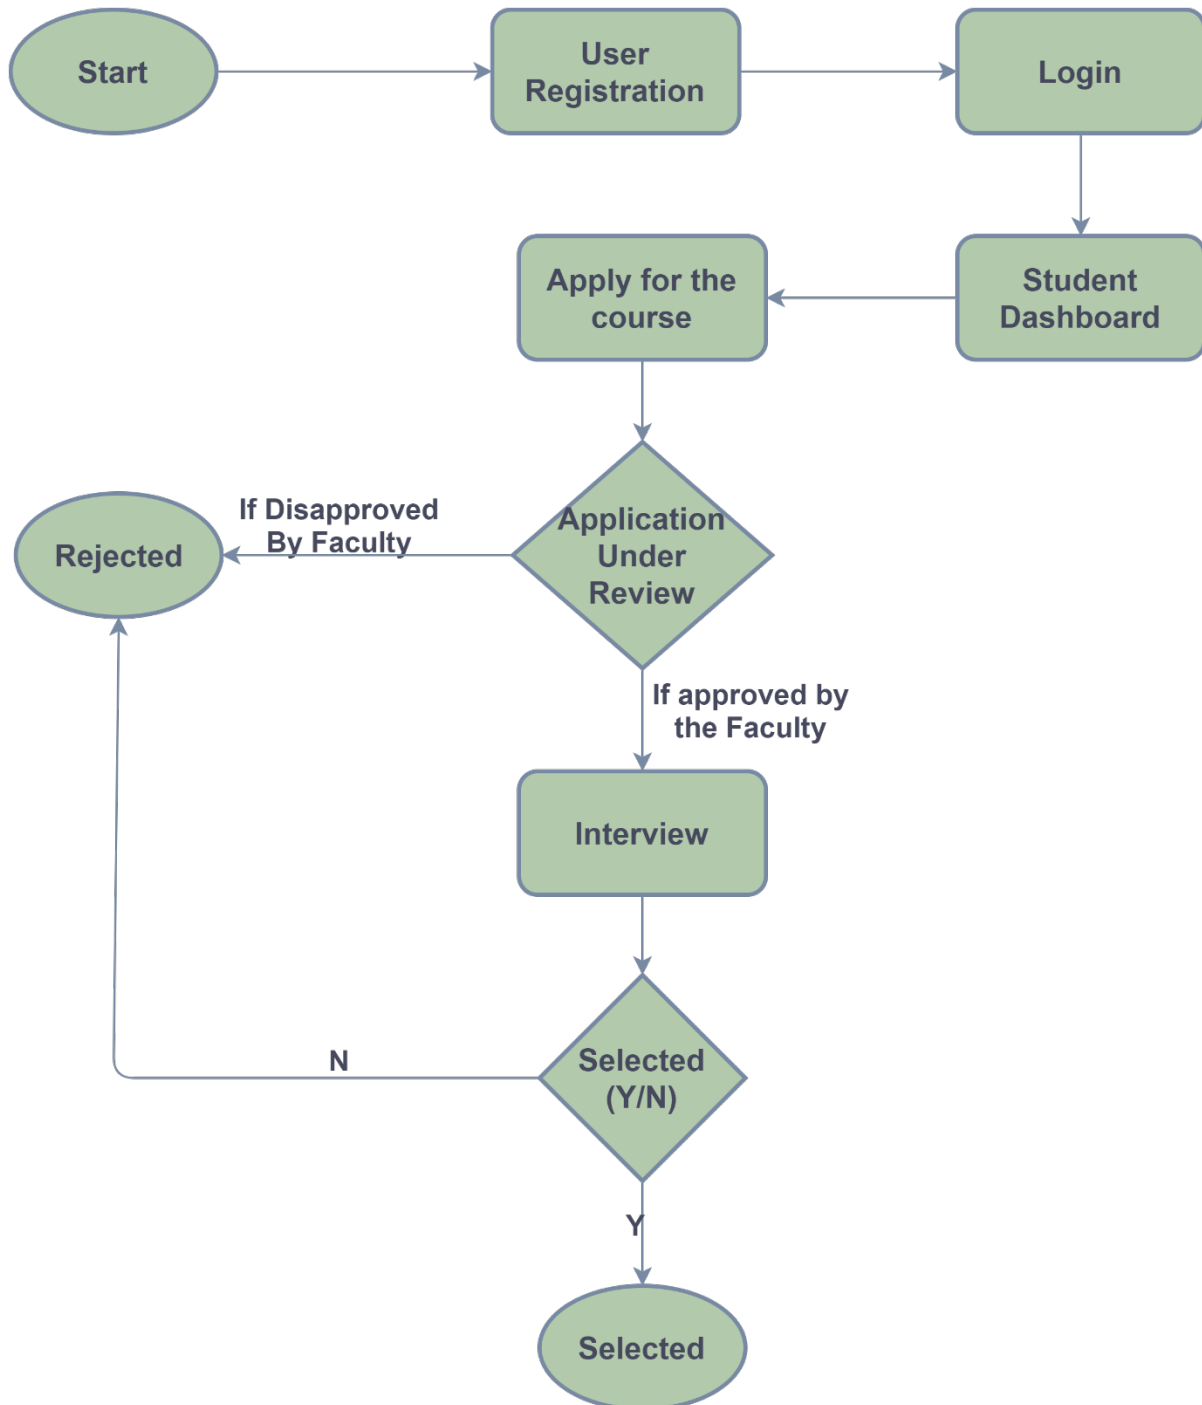 Start
User
Registration
Login
Student
Dashboard
Apply for the
course
Application
Under
Review
If Disapproved
By Faculty
Rejected
If approved by
the Faculty
Interview
Selected
(Y/N)
N
Y
Selected